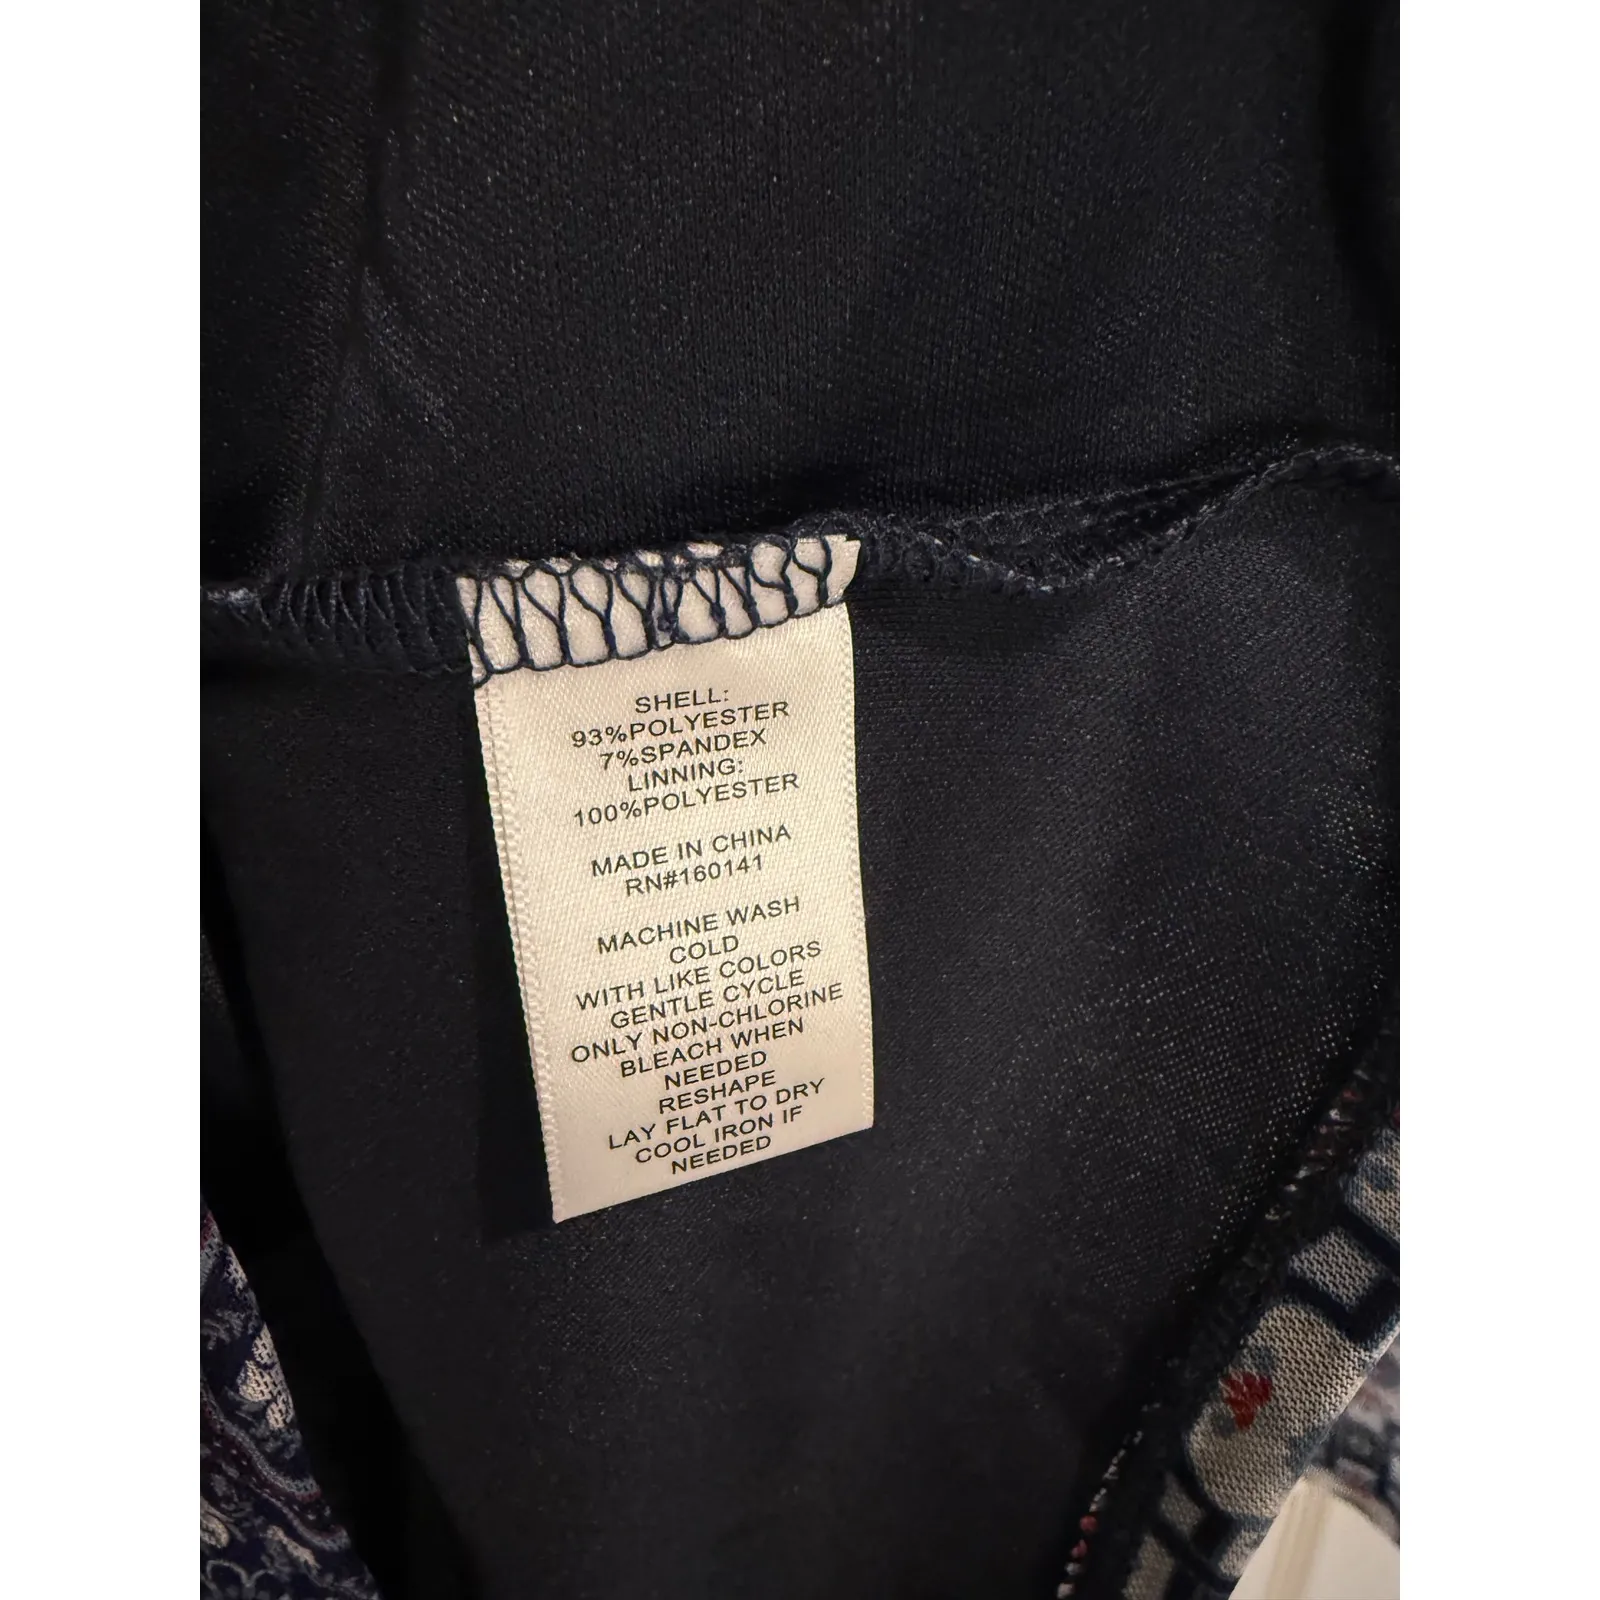 SHELL:
93%POLYESTER
7%SPANDEX
LINNING:
100%POLYESTER
MADE IN CHINA
RN#160141
MACHINE WASH
COLD
WITH LIKE COLORS
GENTLE CYCLE
ONLY NON-CHLORINE
BLEACH WHEN
NEEDED
RESHAPE
LAY FLAT TO DRY
COOL IRON IF
NEEDED